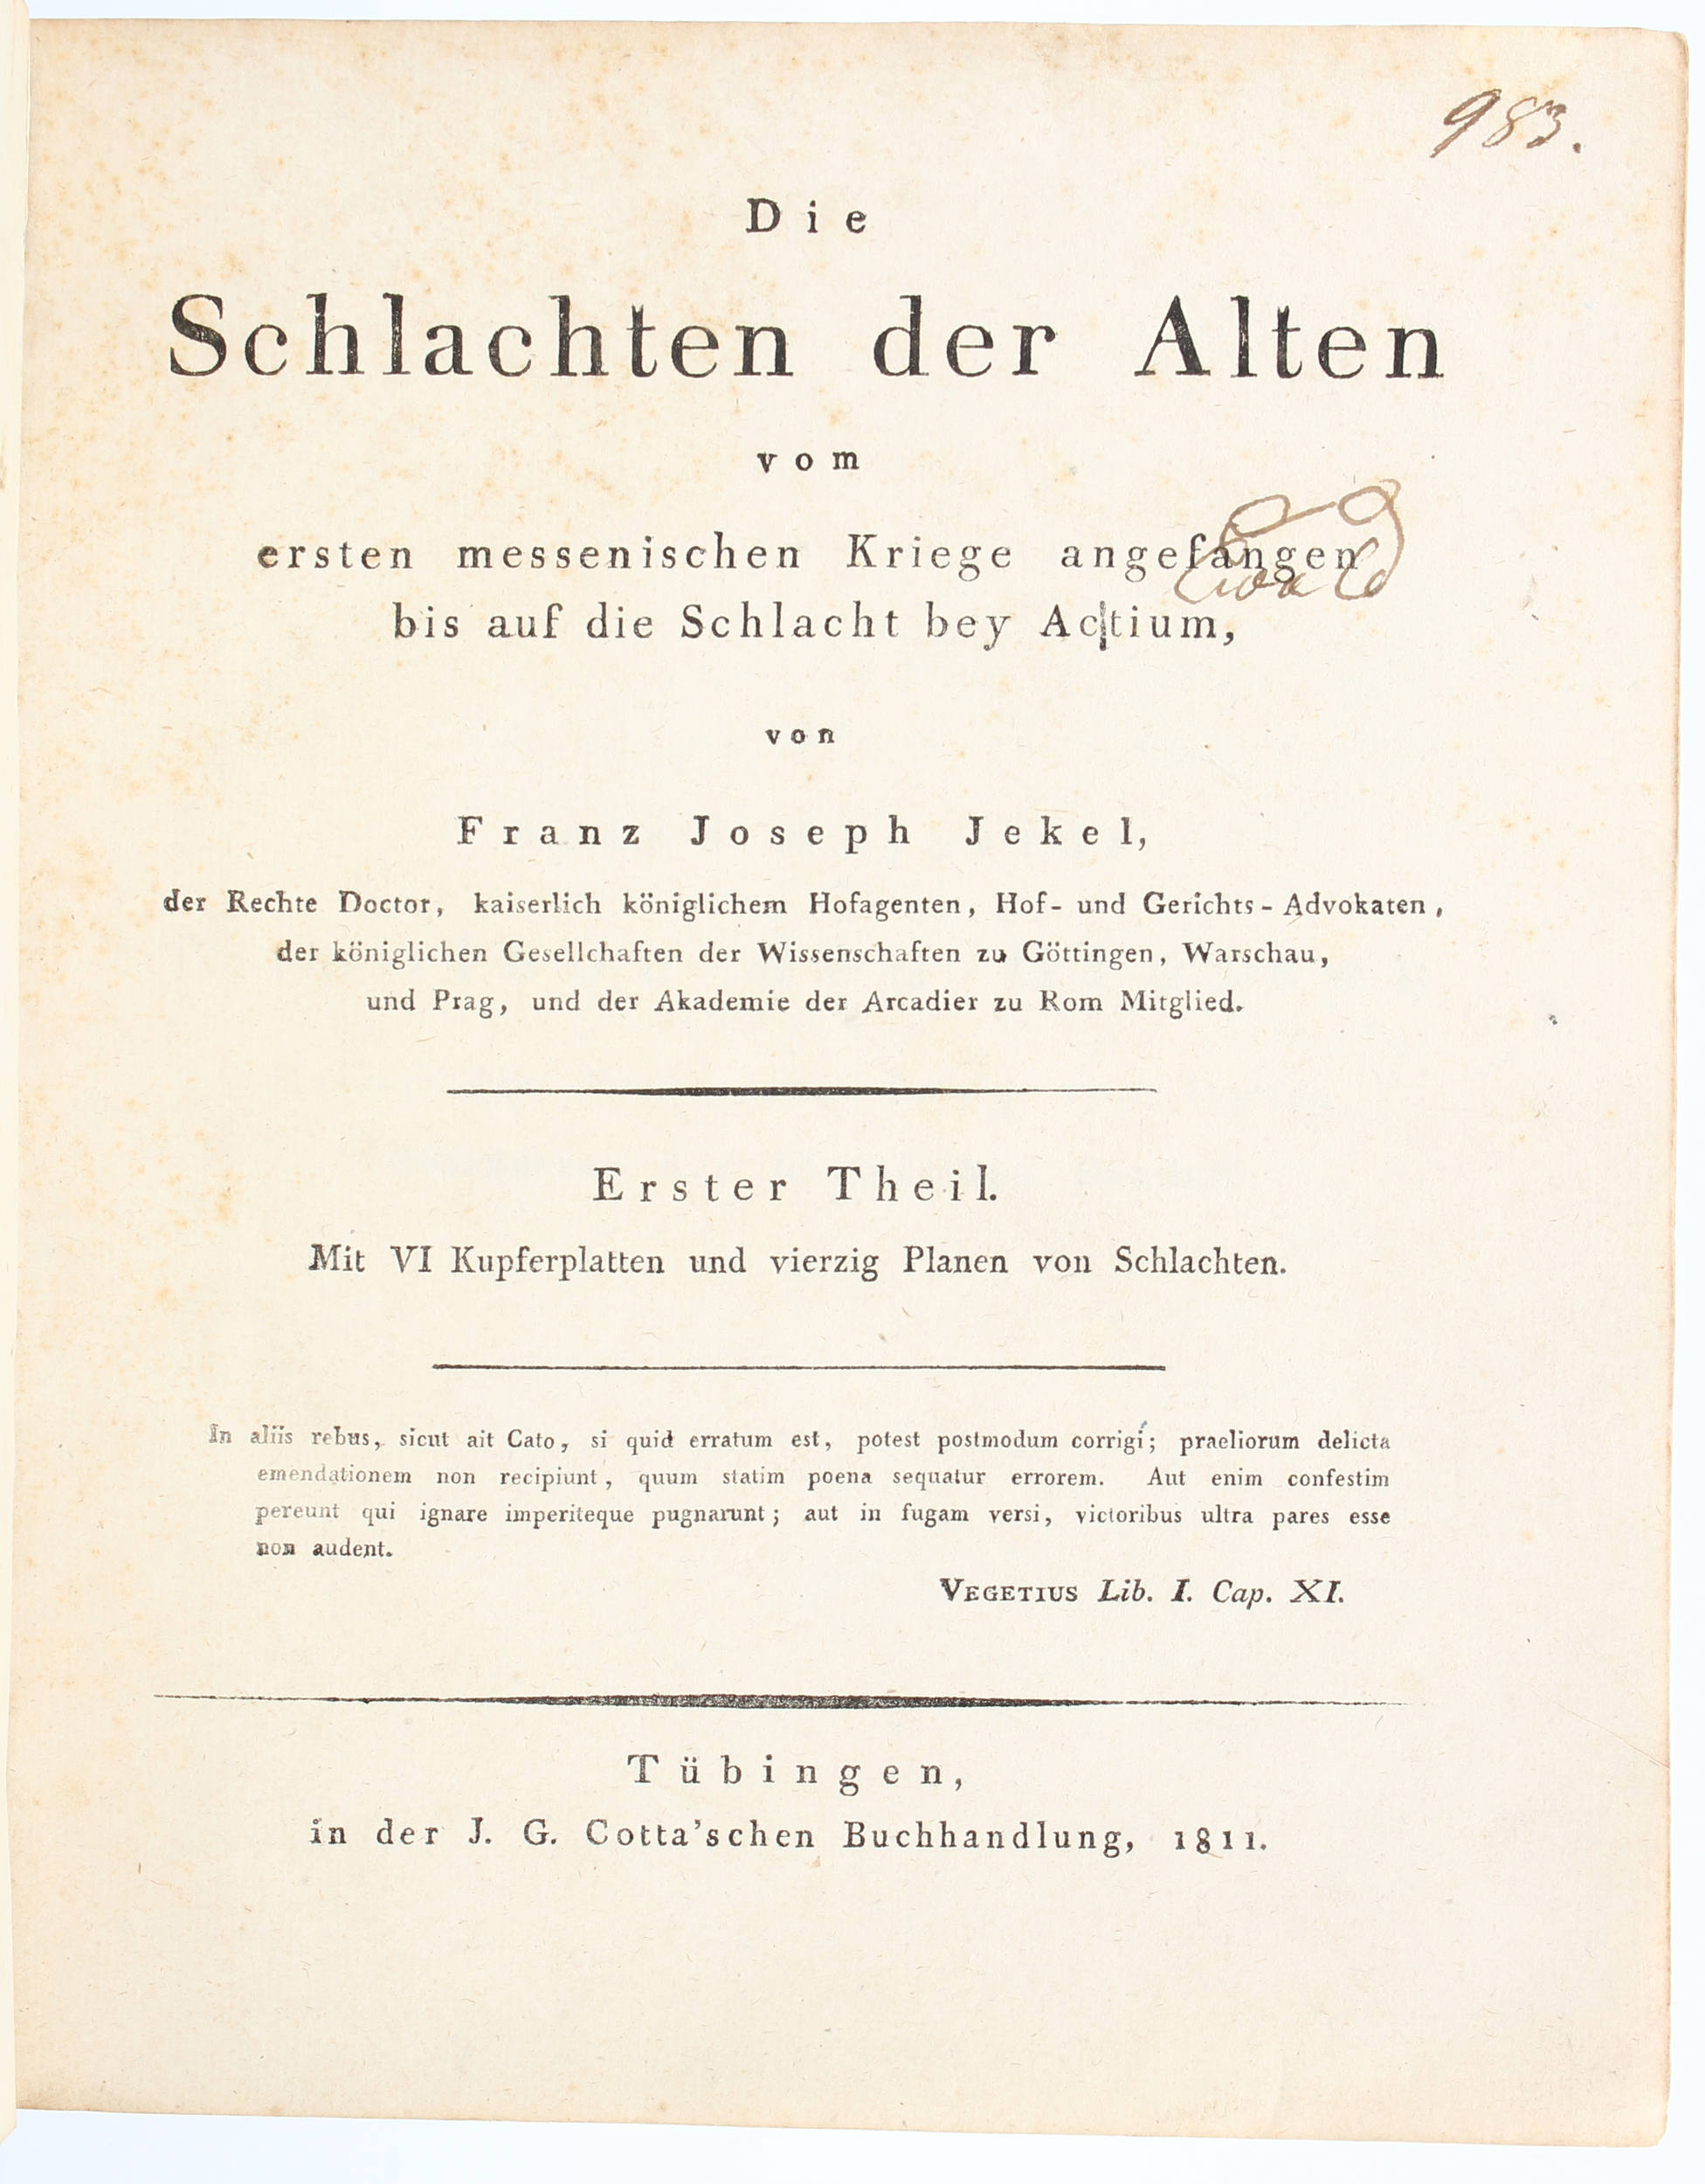 983.
Die
Schlachten der Alten
vom
ersten messenischen Kriege angefangen
bis auf die Schlacht bey Actium,
von
Franz Joseph Jekel,
der Rechte Doctor, kaiserlich königlichem Hofagenten, Hof- und Gerichts-Advokaten,
der königlichen Gesellchaften der Wissenschaften zu Göttingen, Warschau,
und Prag, und der Akademie der Arcadier zu Rom Mitglied.
Erster Theil.
Mit VI Kupferplatten und vierzig Planen von Schlachten.
In aliis rebus, sicut ait Cato, si quid erratum est, potest postmodum corrigi; praeliorum delicta
emendationem non recipiunt, quum statim poena sequatur errorem. Aut enim confestim
pereunt qui ignare imperiteque pugnarunt; aut in fugam versi, victoribus ultra pares esse
non audent.
VEGETIUS Lib. I. Cap. XI.
Tübingen,
in der J. G. Cotta'schen Buchhandlung, 1811.